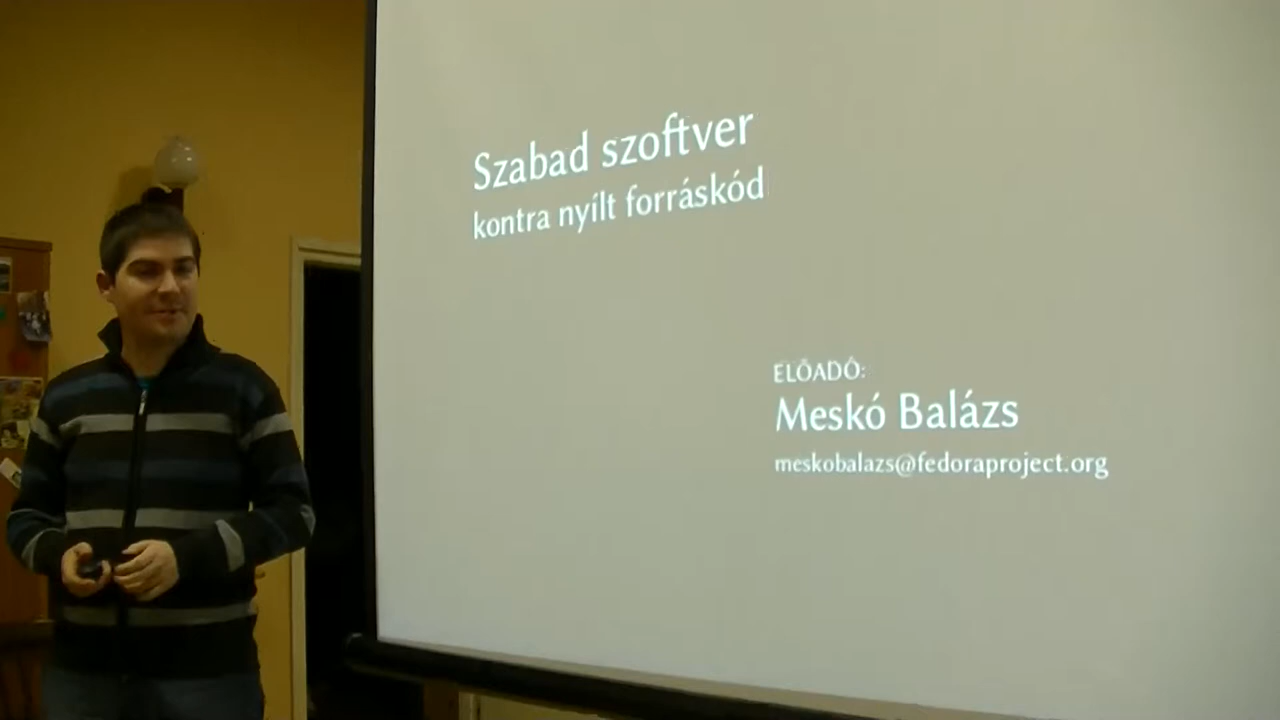 Szabad szoftver
kontra nyílt forráskód
ELŐADÓ:
Meskó Balázs
meskobalazs@fedoraproject.org